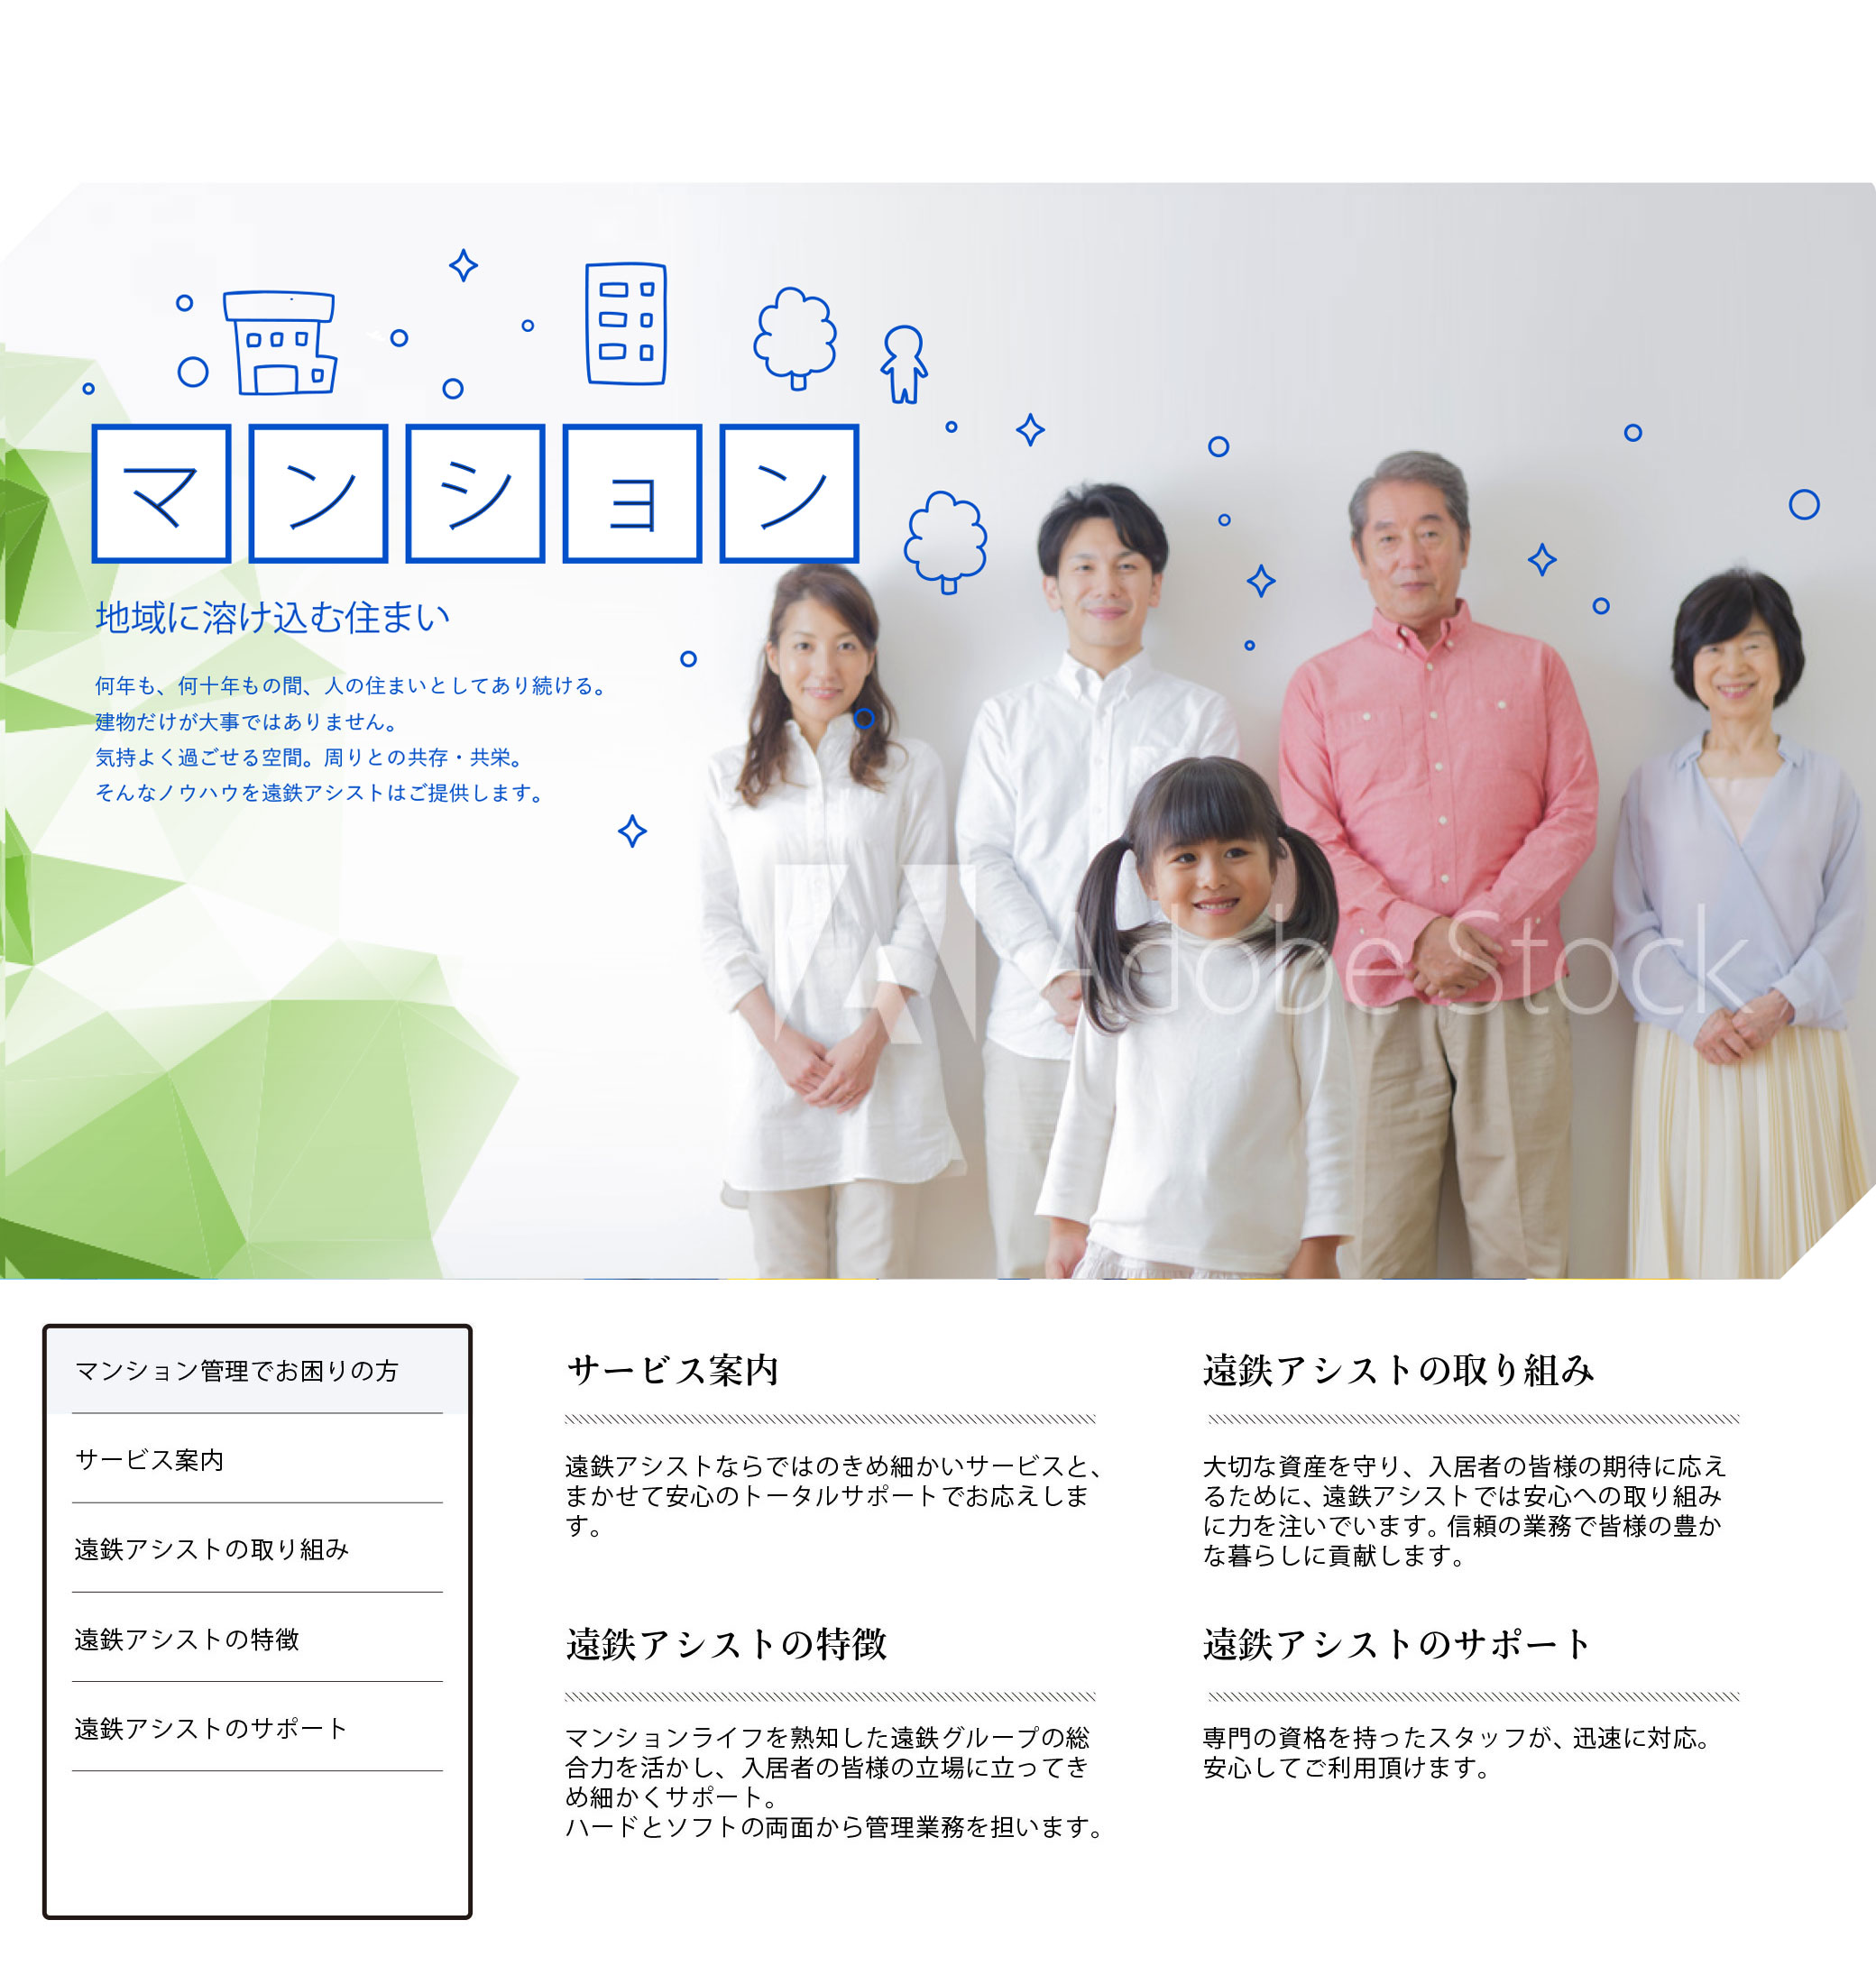 マンション
地域に溶け込む住まい
何年も、何十年もの間、人の住まいとしてあり続ける。
建物だけが大事ではありません。
気持よく過ごせる空間。周りとの共存・共栄。
そんなノウハウを遠鉄アシストはご提供します。
Adobe Stock
マンション管理でお困りの方
サービス案内
遠鉄アシストの取り組み
遠鉄アシストの特徴
遠鉄アシストのサポート
サービス案内
遠鉄アシストならではのきめ細かいサービスと、
まかせて安心のトータルサポートでお応えしま
す。
遠鉄アシストの取り組み
大切な資産を守り、入居者の皆様の期待に応え
るために、遠鉄アシストでは安心への取り組み
に力を注いでいます。信頼の業務で皆様の豊か
な暮らしに貢献します。
遠鉄アシストの特徴
マンションライフを熟知した遠鉄グループの総
合力を活かし、入居者の皆様の立場に立ってき
め細かくサポート。
ハードとソフトの両面から管理業務を担います。
遠鉄アシストのサポート
専門の資格を持ったスタッフが、迅速に対応。
安心してご利用頂けます。